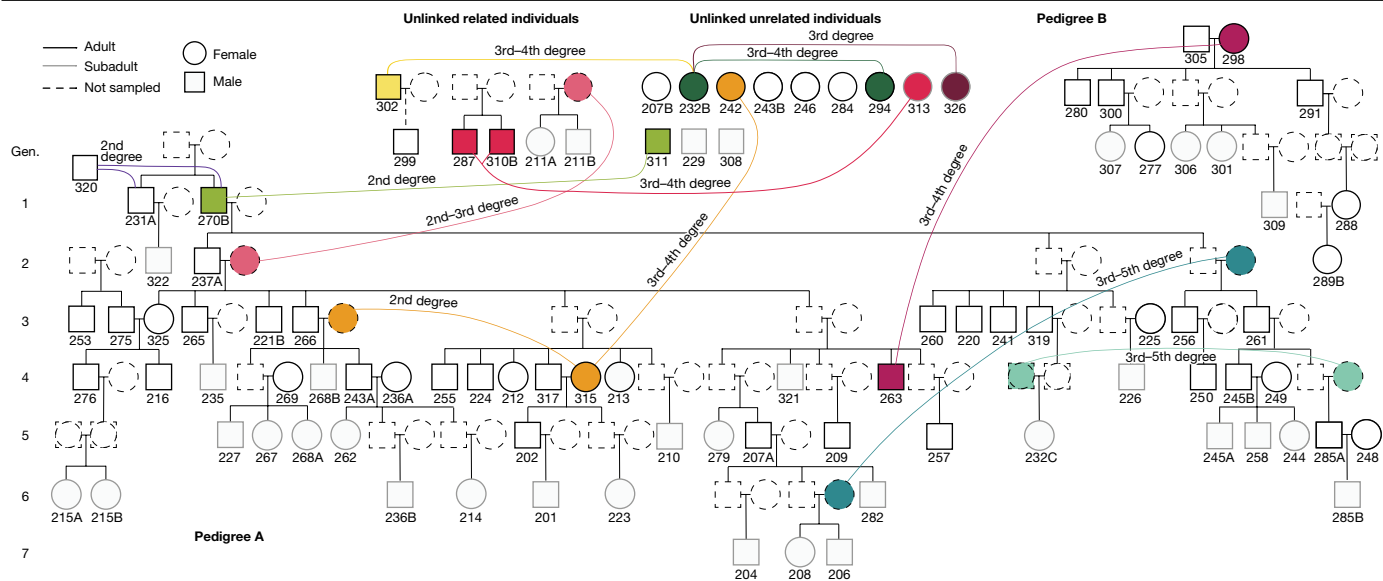 Unlinked related individuals
Unlinked unrelated individuals
Pedigree B
Adult
Subadult
Not sampled
Female
Male
3rd–4th degree
3rd degree
3rd–4th degree
305
298
302
207B
232B
242
243B
246
284
294
313
326
280
300
291
299
287
310B
211A
211B
311
229
308
307
277
306
301
Gen.
2nd
degree
320
2nd degree
3rd–4th degree
3rd–4th degree
1
231A
270B
2nd–3rd degree
309
288
2
322
237A
3rd–4th degree
3rd–5th degree
289B
3
253
275
325
265
221B
266
2nd degree
260
220
241
319
225
256
261
3rd–5th degree
4
276
216
235
269
268B
243A
236A
255
224
212
317
315
213
321
263
226
250
245B
249
5
227
267
268A
262
202
210
279
207A
209
257
232C
245A
258
244
285A
248
6
215A
215B
236B
214
201
223
282
285B
Pedigree A
7
204
208
206